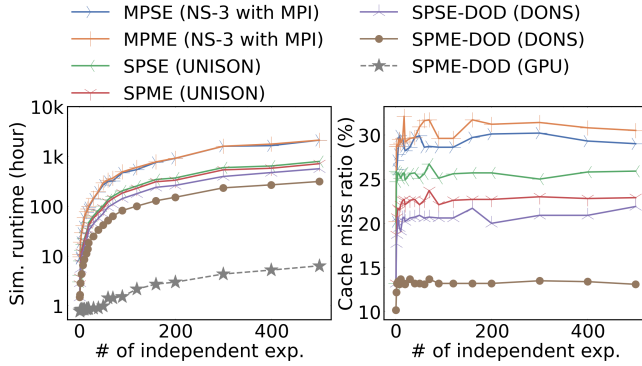 MPSE (NS-3 with MPI)
MPME (NS-3 with MPI)
SPSE (UNISON)
SPME (UNISON)
SPSE-DOD (DONS)
SPME-DOD (DONS)
SPME-DOD (GPU)
Sim. runtime (hour)
10k
1k
100
10
1
0 200 400
# of independent exp.
Cache miss ratio (%)
30
25
20
15
10
0 200 400
# of independent exp.